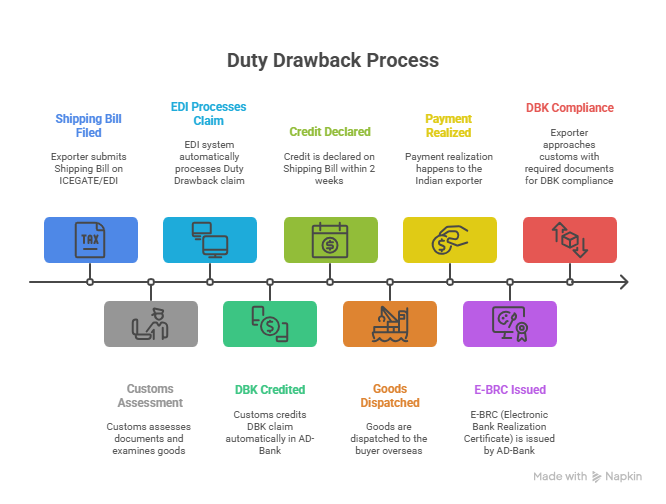 Duty Drawback Process
Shipping Bill
Filed
Exporter submits
Shipping Bill on
ICEGATE/EDI
EDI Processes
Claim
EDI system
automatically
processes Duty
Drawback claim
Credit Declared
Credit is declared on
Shipping Bill within 2
weeks
Payment
Realized
Payment realization
happens to the
Indian exporter
DBK Compliance
Exporter
approaches
customs with
required documents
for DBK compliance
TAX
Customs
Assessment
Customs assesses
documents and
examines goods
DBK Credited
Customs credits
DBK claim
automatically in AD-
Bank
Goods
Dispatched
Goods are
dispatched to the
buyer overseas
E-BRC Issued
E-BRC (Electronic
Bank Realization
Certificate) is issued
by AD-Bank
Made with Napkin